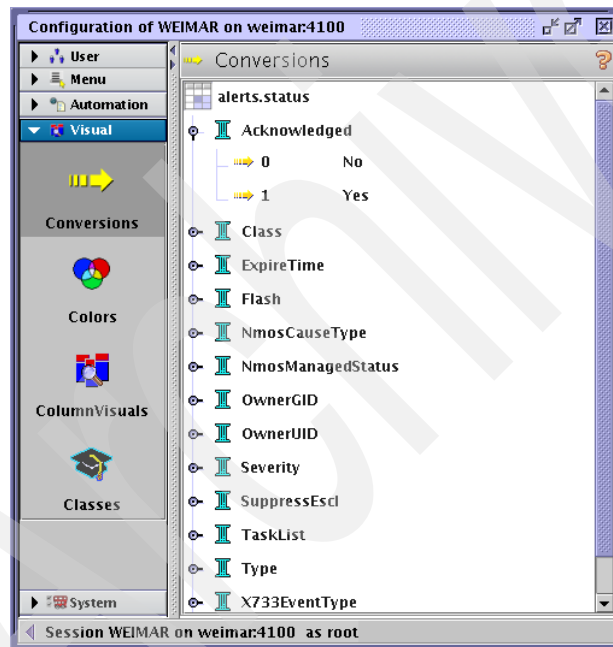 Configuration of WEIMAR on weimar:4100
User
Menu
Automation
Visual
Conversions
Colors
ColumnVisuals
Classes
System
Conversions
?
alerts.status
Acknowledged
0 No
1 Yes
Class
ExpireTime
Flash
NmosCauseType
NmosManagedStatus
OwnerGID
OwnerUID
Severity
SuppressEscl
TaskList
Type
X733EventType
Session WEIMAR on weimar:4100 as root